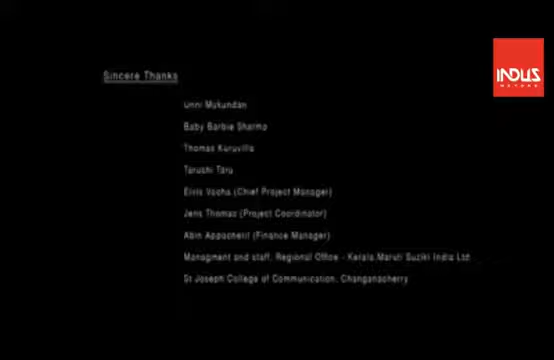 INDUS
MOTORS
Sincere Thanks
Unni Mukundan
Baby Barbie Sharma
Thomas Kuruvilla
Tarushi Taru
Elvis Vacha (Chief Project Manager)
Jens Thomas (Project Coordinator)
Abin Appacheril (Finance Manager)
Managment and staff, Regional Office - Kerala,Maruti Suziki India Ltd
St Joseph College of Communication, Changanacherry